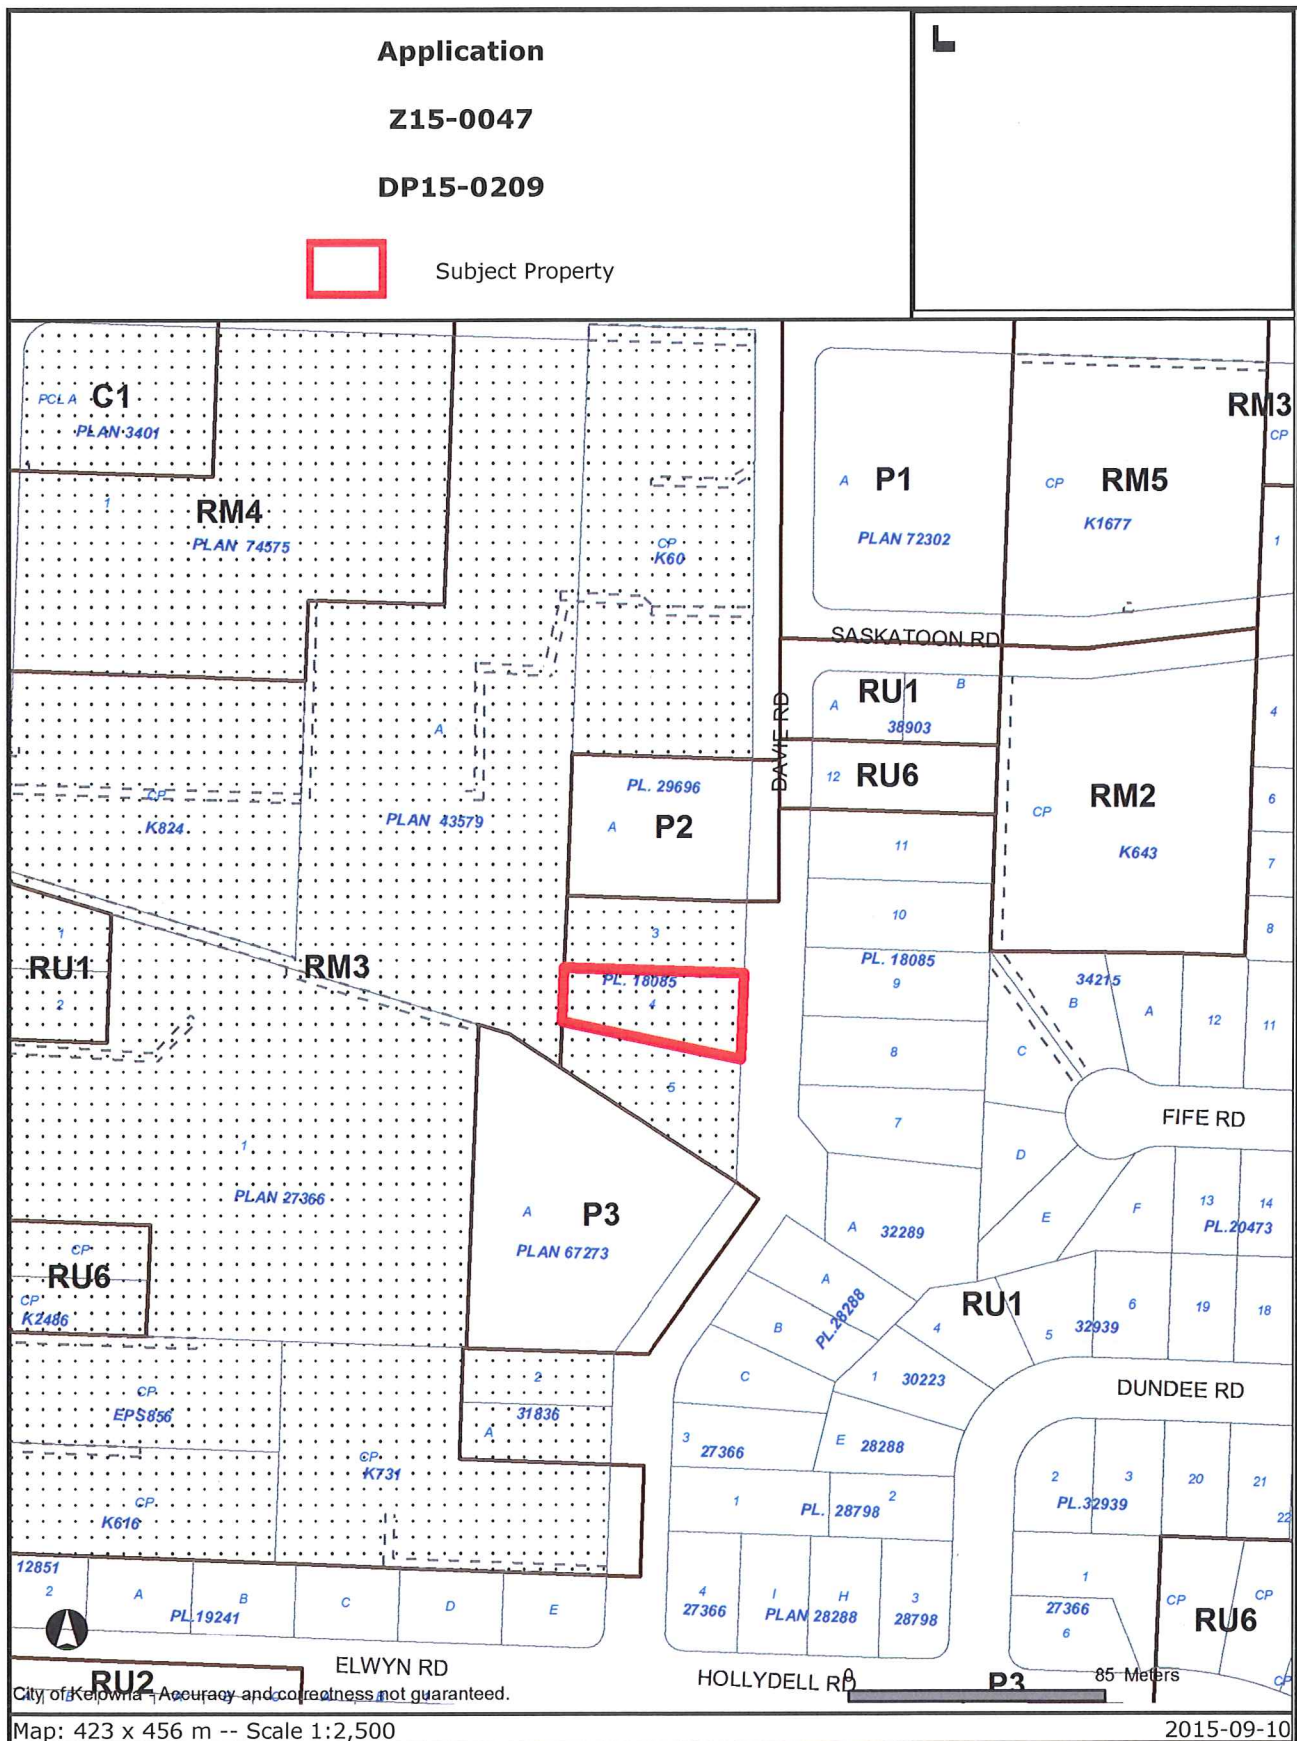 Application
Z15-0047
DP15-0209
Subject Property
PCL A C1
PLAN 3401
1
RM4
PLAN 74575
CP
K60
A P1
PLAN 72302
CP RM5
K1677
RM3
CP
1
SASKATOON RD
A RU1 B
38903
DAVIE RD
12 RU6
CP RM2
K643
4
6
7
8
A
PLAN 43579
CP
K824
PL. 29696
A P2
11
10
PL. 18085
9
8
7
3
PL. 18085
4
5
1
RU1
2
RM3
34215
B
A
12
11
C
D
E
F
FIFE RD
13
14
PL.20473
1
PLAN 27366
A P3
PLAN 67273
A 32289
CP
RU6
CP
K2486
A
B
PL.28288
C
RU1
4
5
32939
6
19
18
1 30223
E 28288
DUNDEE RD
CP
EPS856
CP
K731
CP
K616
2
31836
A
3
27366
1
PL. 28798
2
2
3
PL.32939
20
21
22
12851
2
A
B
PL.19241
C
D
E
4
27366
I
H
PLAN 28288
3
28798
1
27366
6
CP
CP
RU6
CP
ELWYN RD
HOLLYDELL RD
RU2
P3
0
85 Meters
City of Kelowna - Accuracy and correctness not guaranteed.
Map: 423 x 456 m -- Scale 1:2,500
2015-09-10